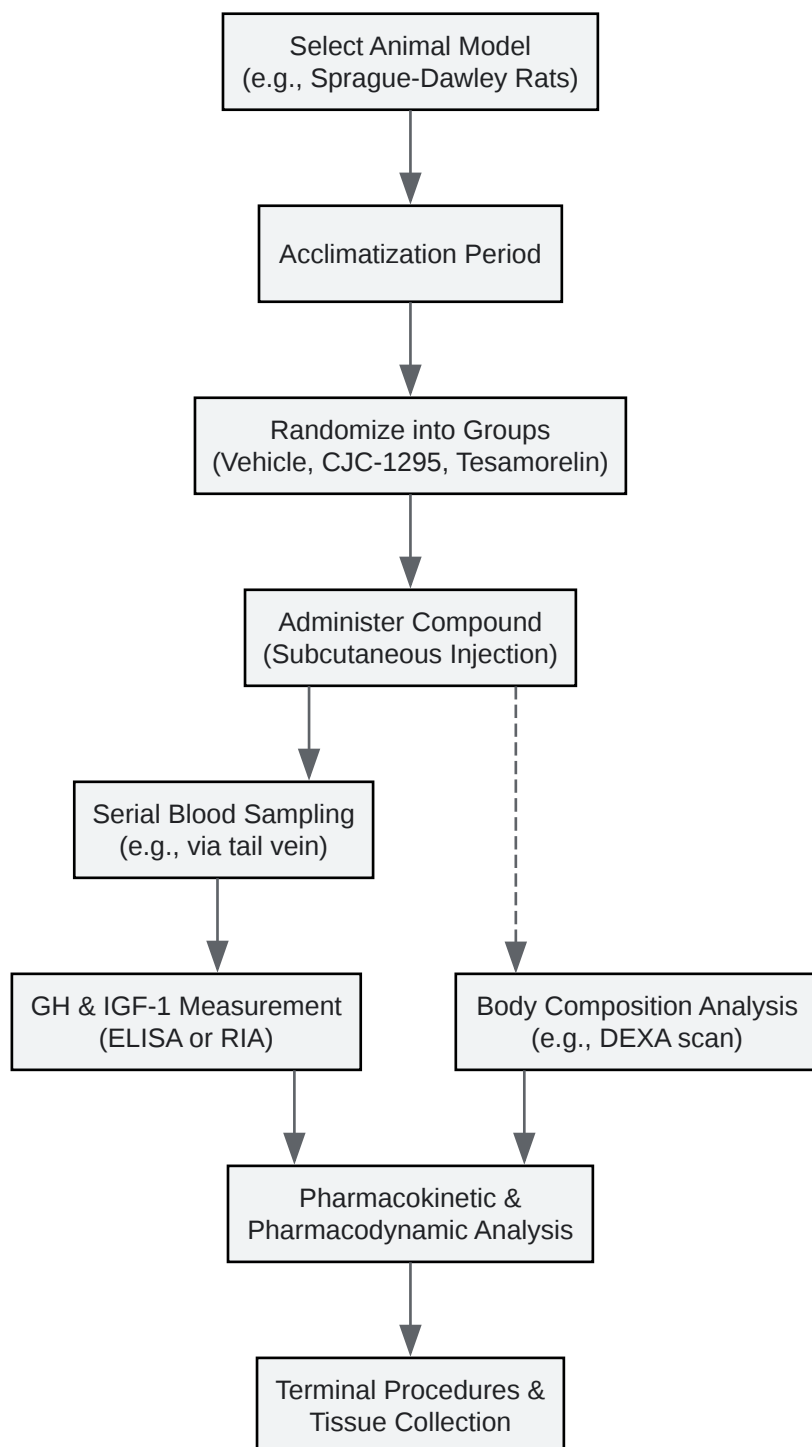 Select Animal Model
(e.g., Sprague-Dawley Rats)
Acclimatization Period
Randomize into Groups
(Vehicle, CJC-1295, Tesamorelin)
Administer Compound
(Subcutaneous Injection)
Serial Blood Sampling
(e.g., via tail vein)
GH & IGF-1 Measurement
(ELISA or RIA)
Body Composition Analysis
(e.g., DEXA scan)
Pharmacokinetic &
Pharmacodynamic Analysis
Terminal Procedures &
Tissue Collection